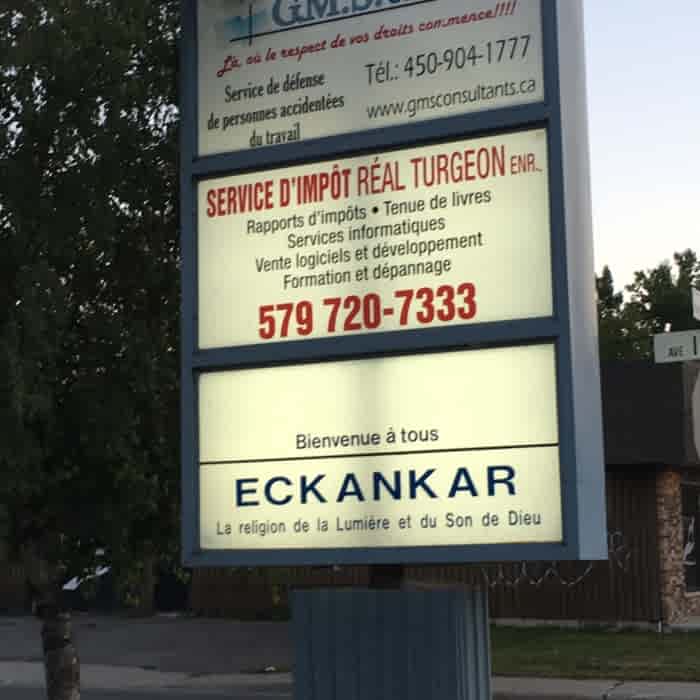 Là, où le respect de vos droits commence!!!!
Service de défense
de personnes accidentées
du travail
Tél.: 450-904-1777
www.gmsconsultants.ca
SERVICE D'IMPÔT RÉAL TURGEON ENR.
Rapports d'impôts • Tenue de livres
Services informatiques
Vente logiciels et développement
Formation et dépannage
579 720-7333
Bienvenue à tous
ECKANKAR
La religion de la Lumière et du Son de Dieu
AVE